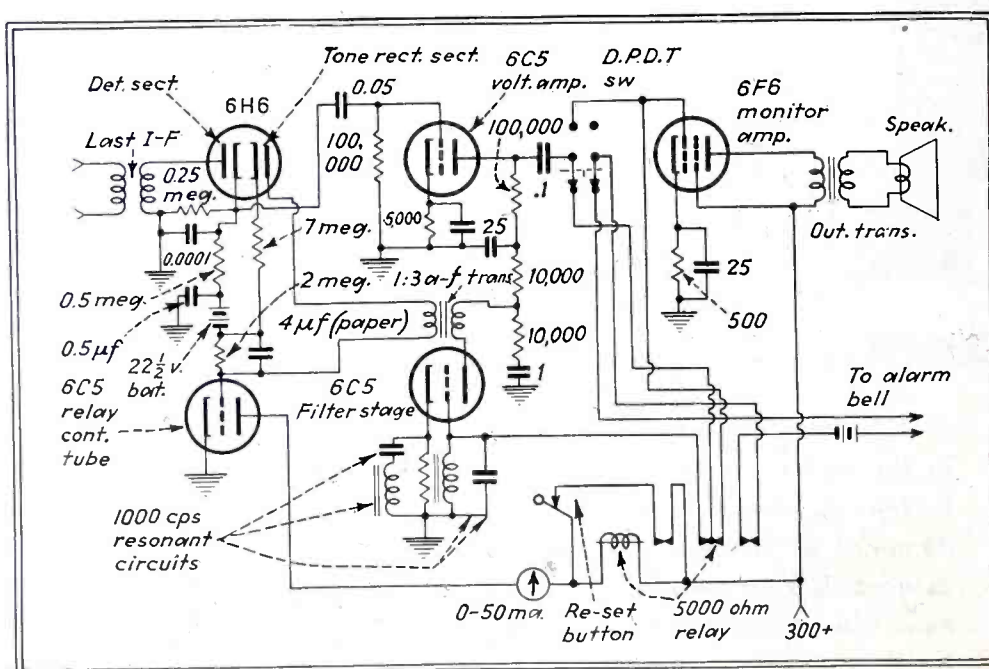 Tone rect. sect.
Det. sect.
6H6
0.05
6C5
volt. amp.
D.P.D.T
sw
6F6
monitor
amp.
Speak.
Last I-F
0.25
meg.
100,
000
100,000
.1
5,000
25
Out. trans.
25
500
0.0001
7 meg.
2 meg.
1:3 a-f trans
10,000
0.5 meg.
4 µf (paper)
10,000
0.5 µf
22 1/2 v.
bat.
1
6C5
relay
cont.
tube
6C5
Filter stage
To alarm
bell
1000 cps
resonant
circuits
0-50 ma.
Re-set
button
5000 ohm
relay
300+